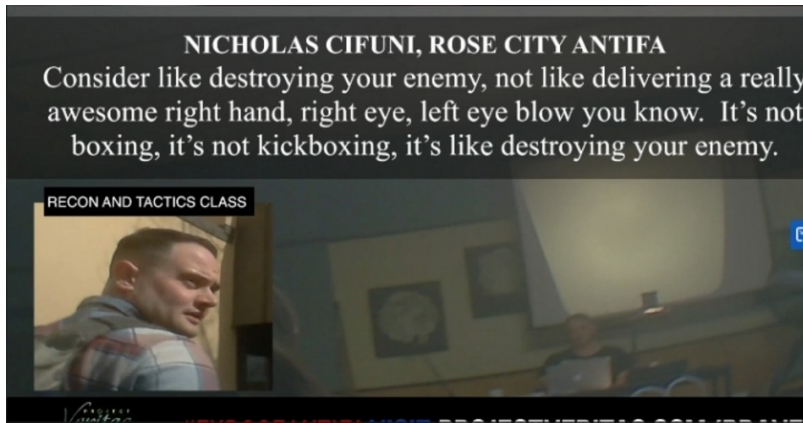 NICHOLAS CIFUNI, ROSE CITY ANTIFA
Consider like destroying your enemy, not like delivering a really
awesome right hand, right eye, left eye blow you know. It's not
boxing, it's not kickboxing, it's like destroying your enemy.
RECON AND TACTICS CLASS
PROJECT
Veritas